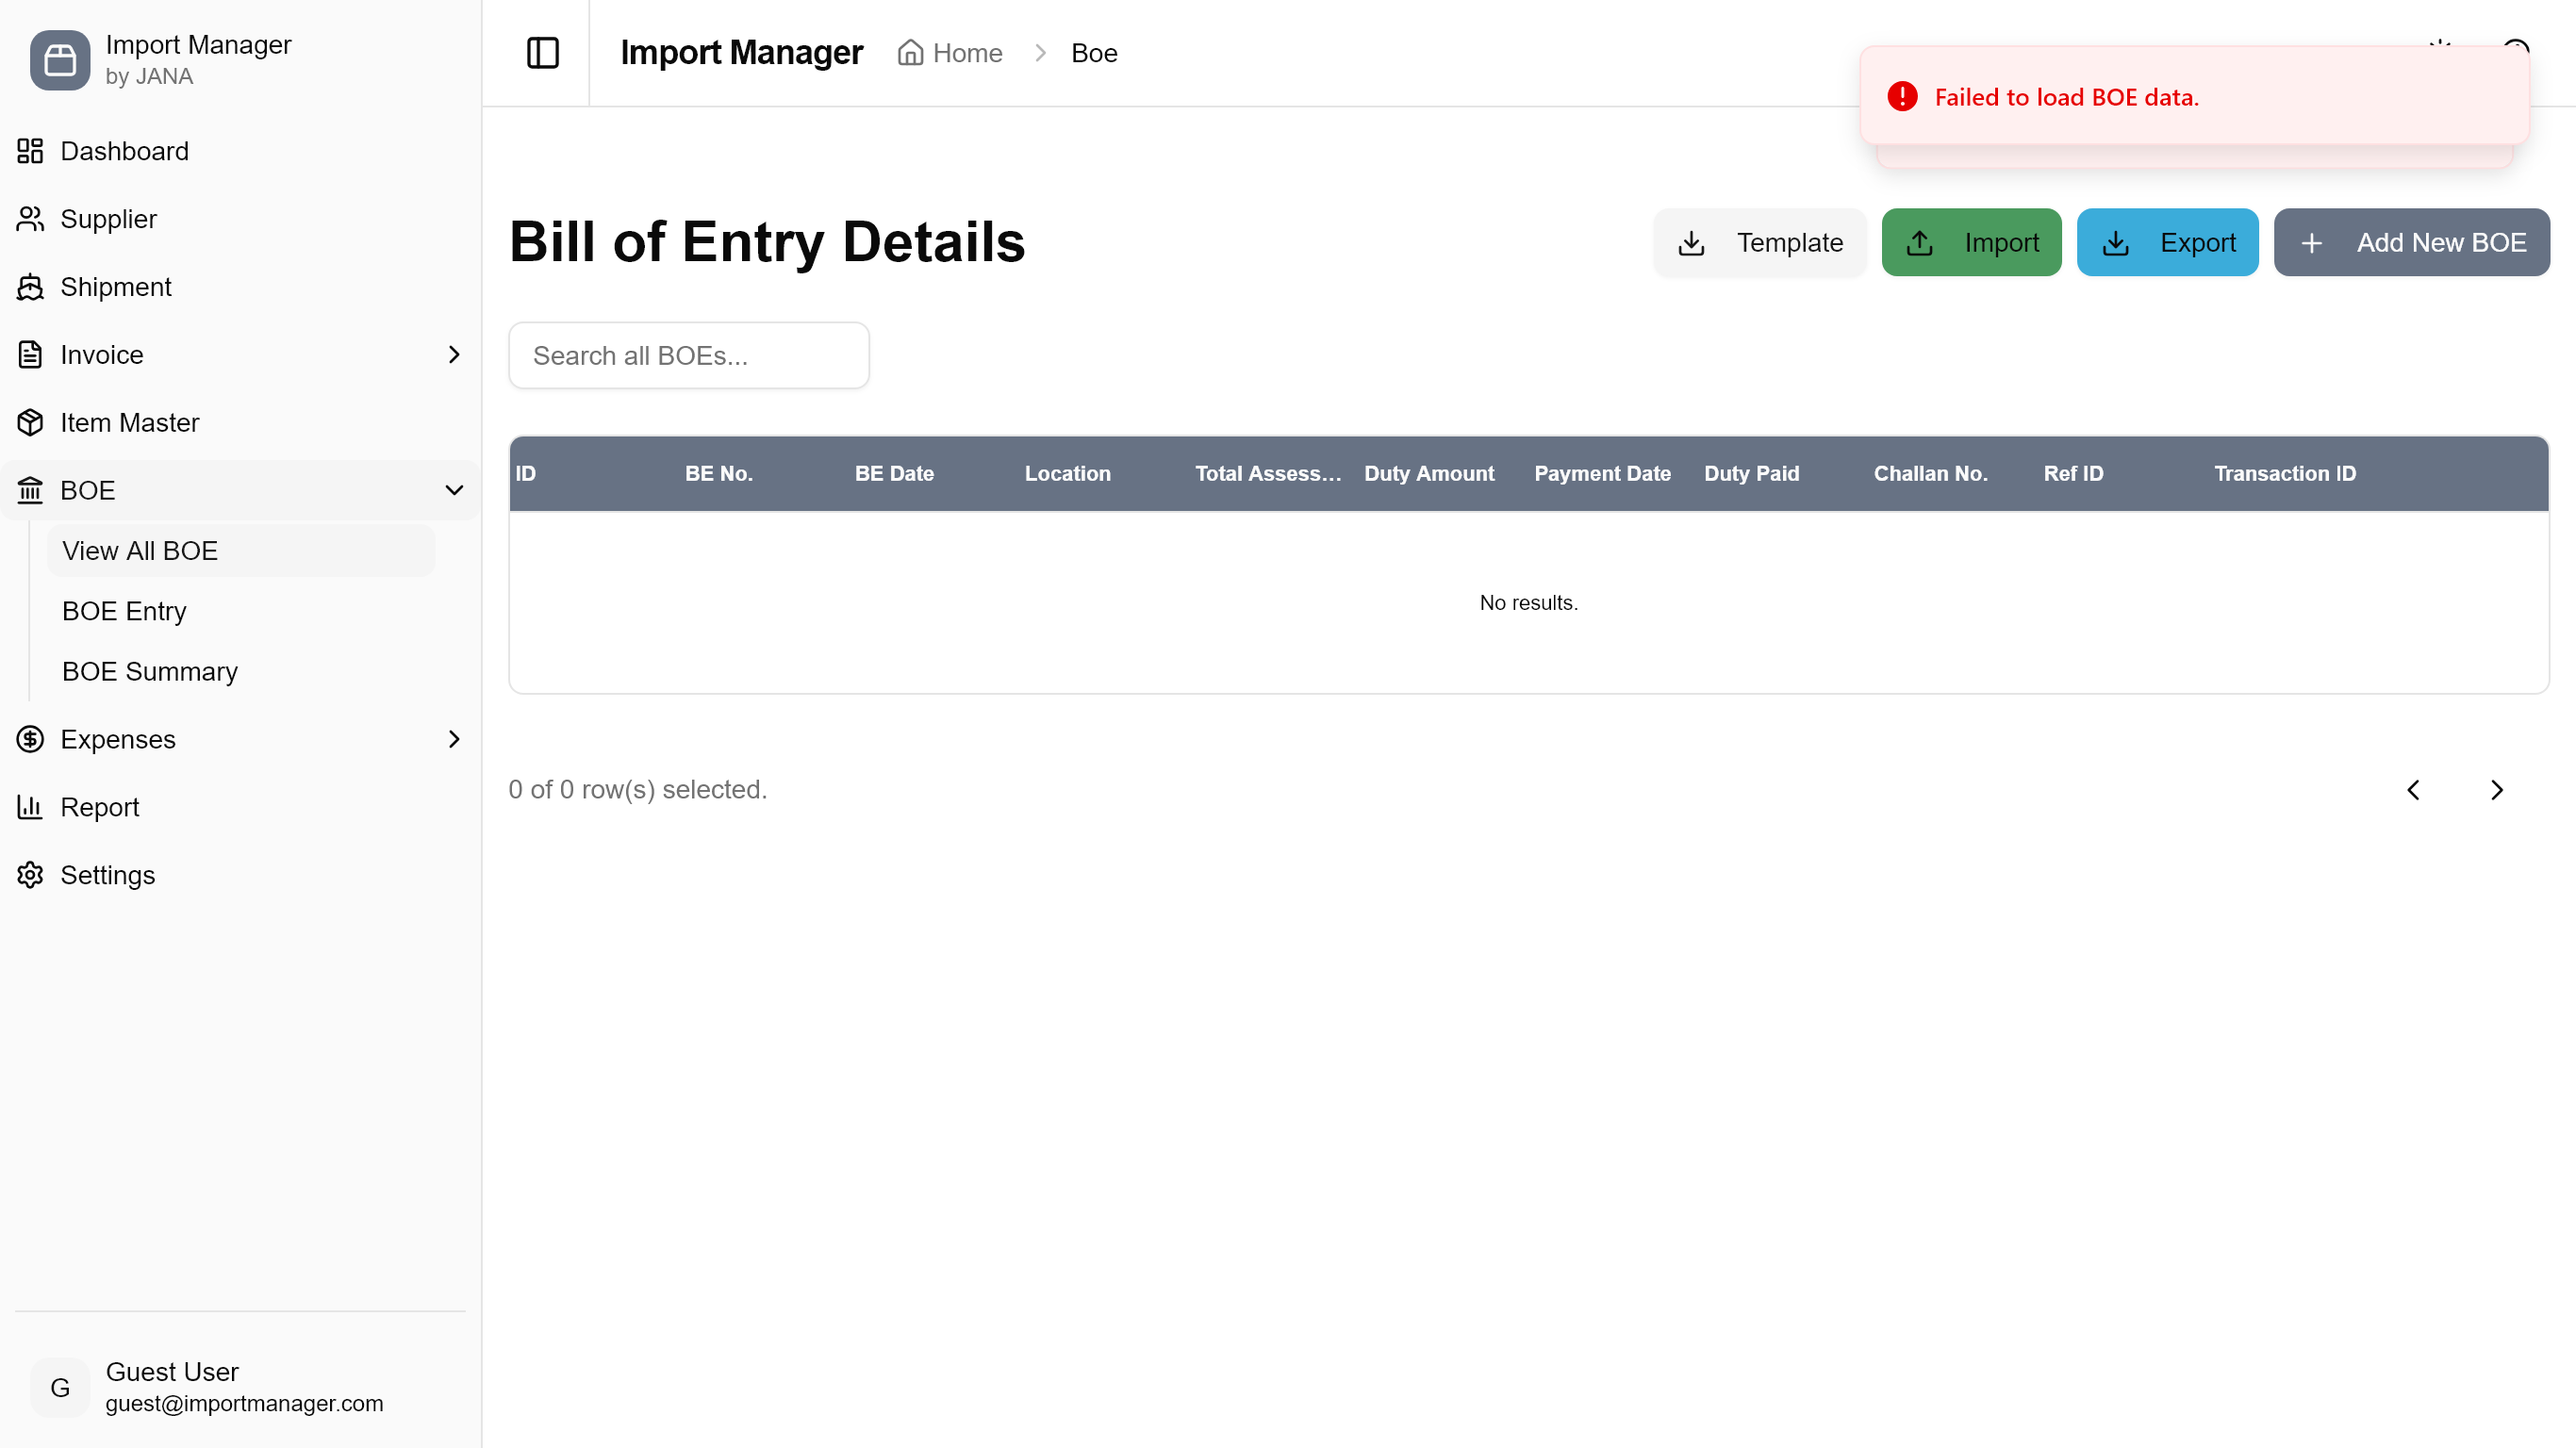 Import Manager
by JANA
Dashboard
Supplier
Shipment
Invoice
Item Master
BOE
View All BOE
BOE Entry
BOE Summary
Expenses
Report
Settings
G
Guest User
guest@importmanager.com
Import Manager
Home
Boe
Failed to load BOE data.
Bill of Entry Details
Template
Import
Export
Add New BOE
Search all BOEs...
ID BE No. BE Date Location Total Assess... Duty Amount Payment Date Duty Paid Challan No. Ref ID Transaction ID
No results.
0 of 0 row(s) selected.